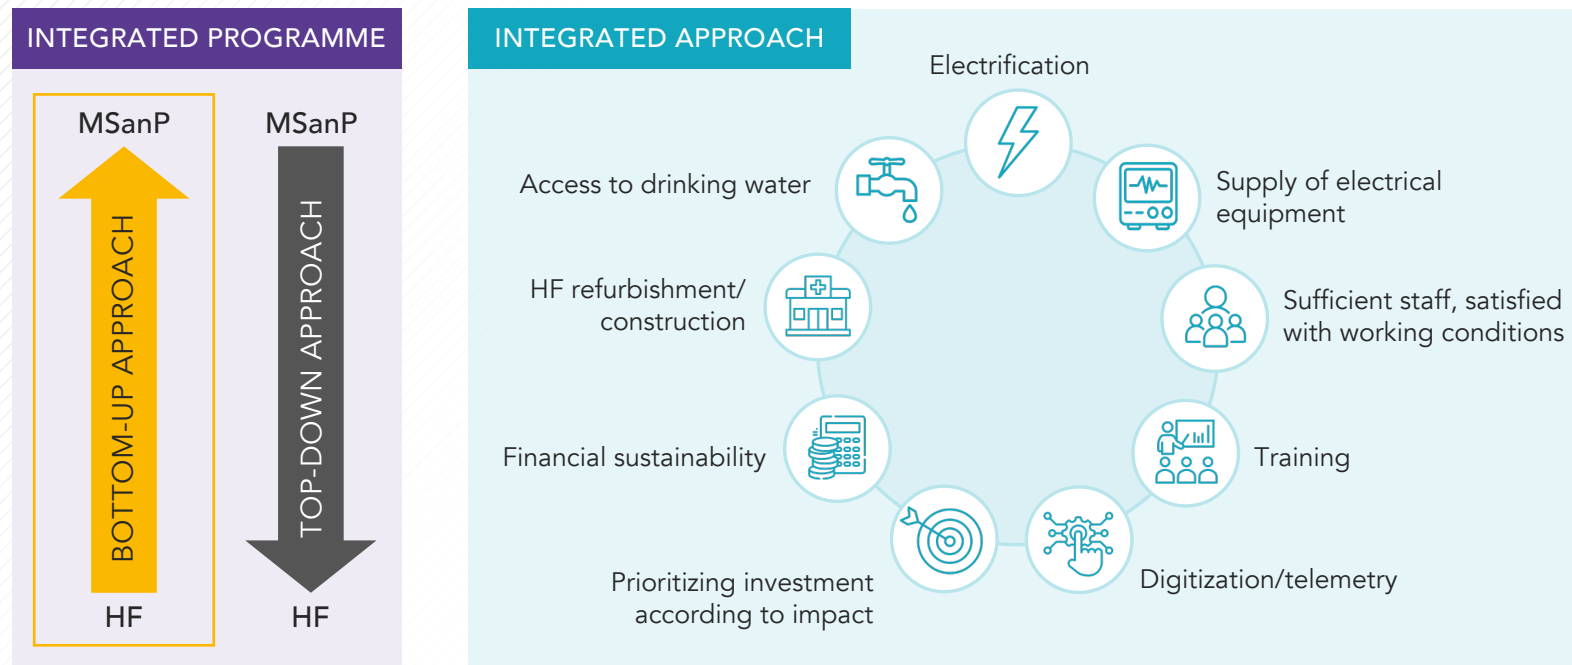 INTEGRATED PROGRAMME
MSanP
BOTTOM-UP APPROACH
HF
MSanP
TOP-DOWN APPROACH
HF
INTEGRATED APPROACH
Electrification
Supply of electrical
equipment
Sufficient staff, satisfied
with working conditions
Training
Digitization/telemetry
Prioritizing investment
according to impact
Financial sustainability
HF refurbishment/
construction
Access to drinking water